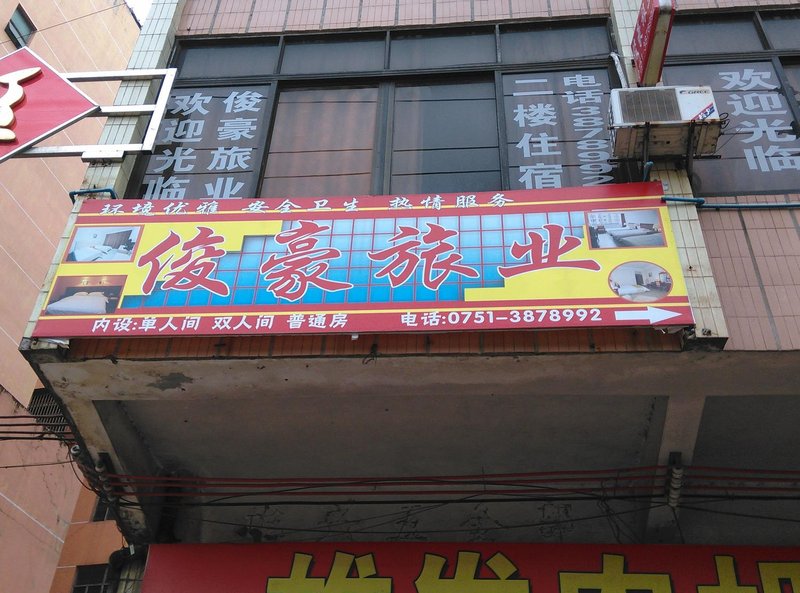 俊豪旅业
欢迎光临
二楼住宿
电话3878992
欢迎光临
环境优雅 安全卫生 热情服务
俊豪旅业
内设:单人间 双人间 普通房
电话:0751-3878992
GREE